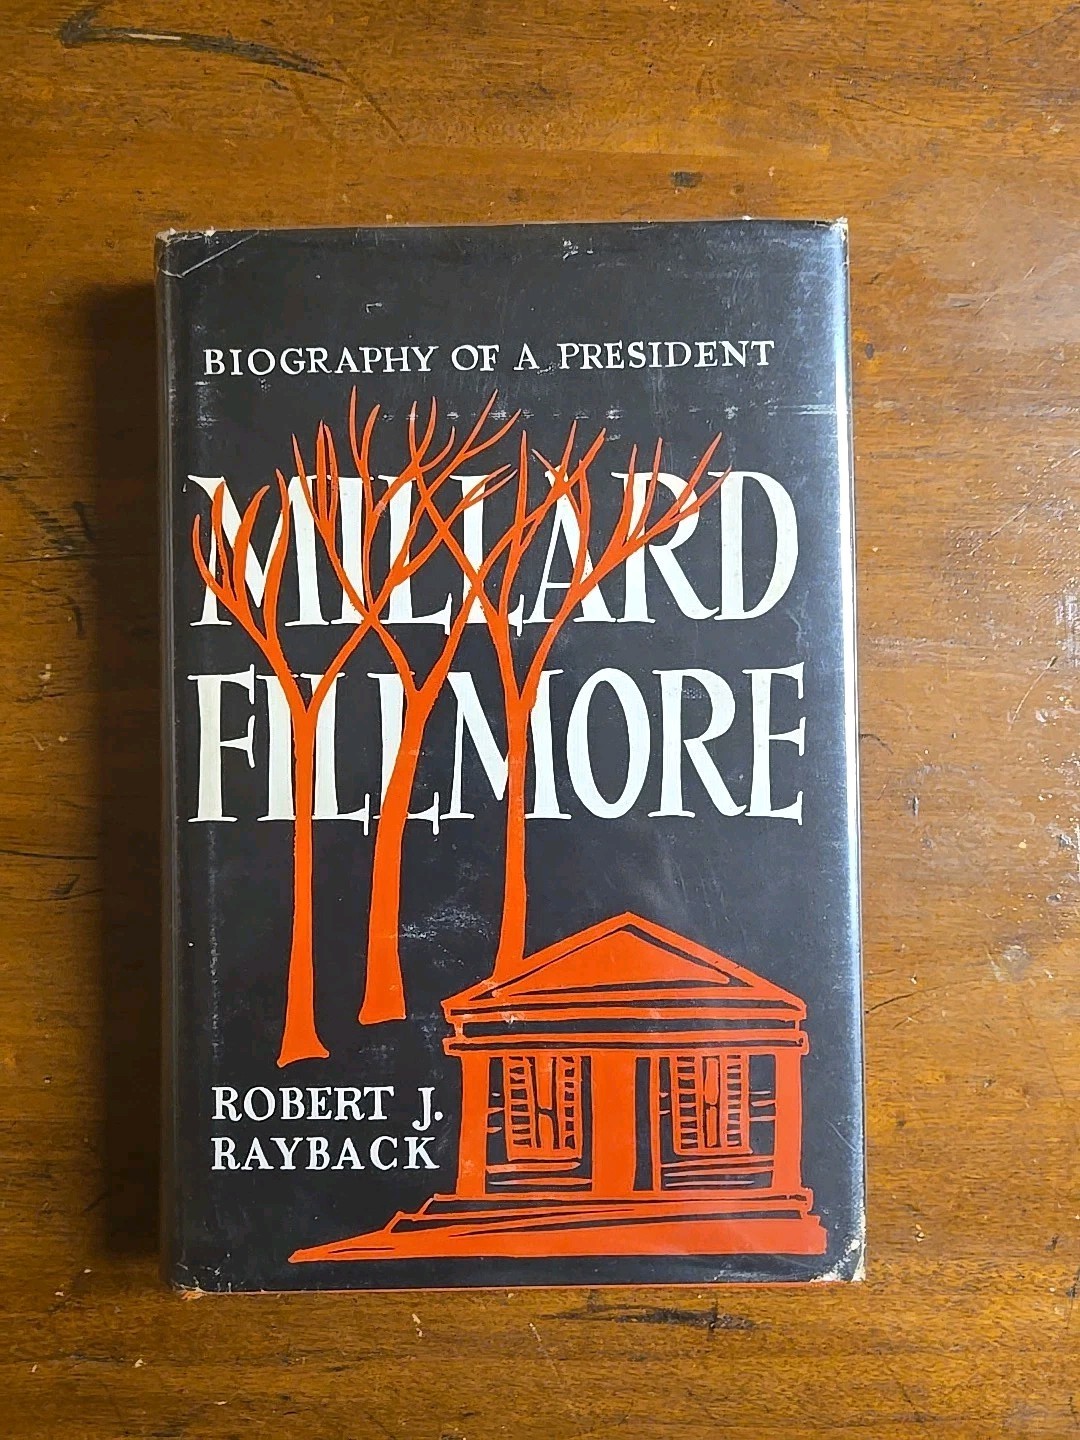 BIOGRAPHY OF A PRESIDENT
MILLARD
FILLMORE
ROBERT J.
RAYBACK